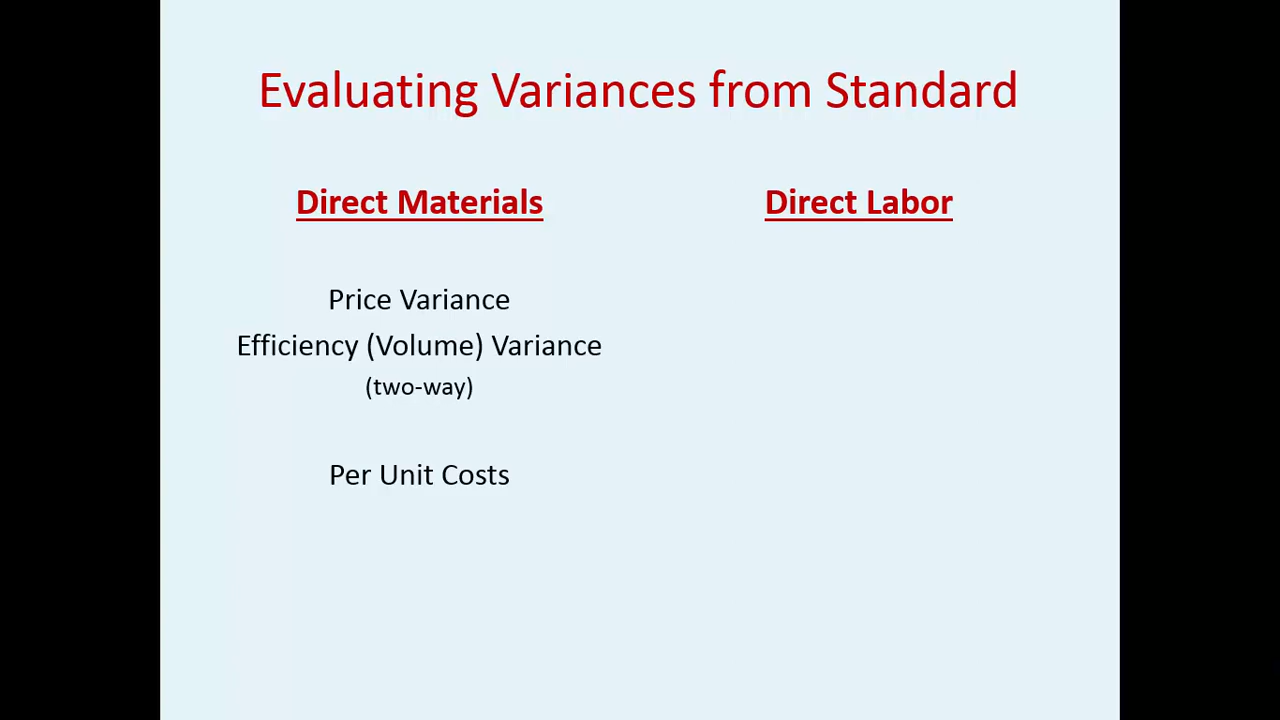 Evaluating Variances from Standard
Direct Materials
Price Variance
Efficiency (Volume) Variance
(two-way)
Per Unit Costs
Direct Labor